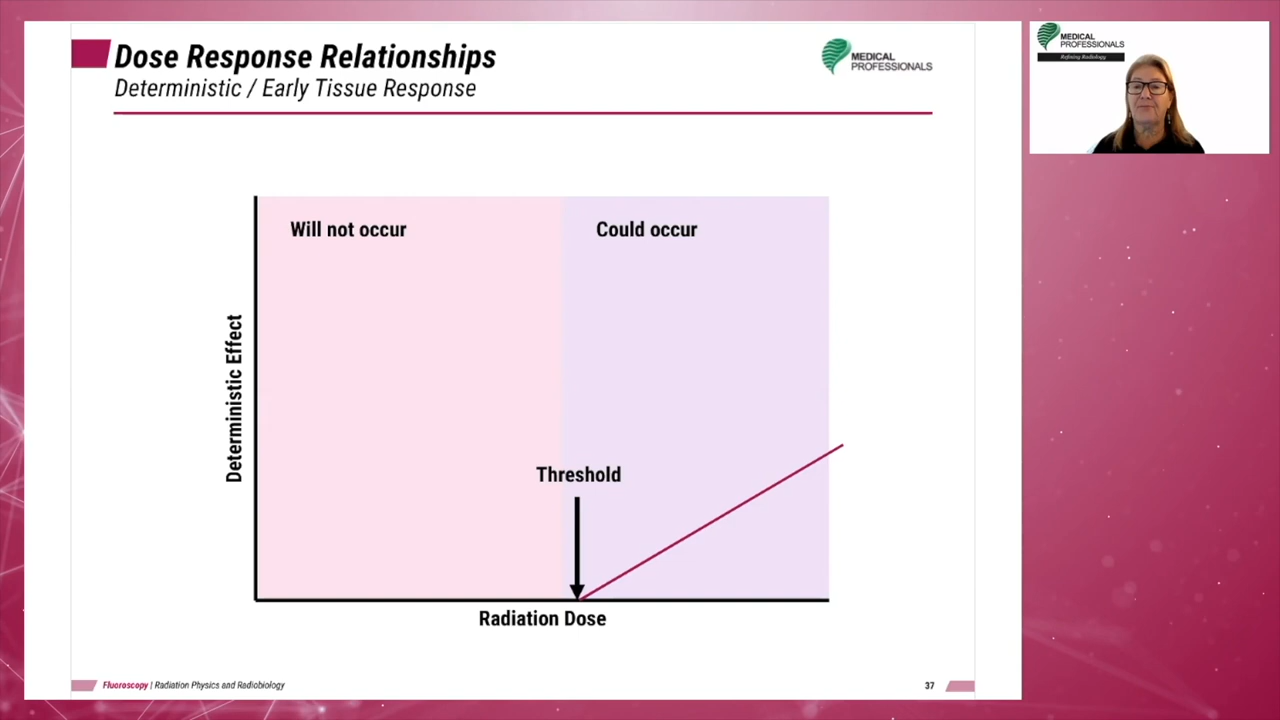 Dose Response Relationships
Deterministic / Early Tissue Response
MEDICAL
PROFESSIONALS
Will not occur
Could occur
Deterministic Effect
Threshold
Radiation Dose
Fluoroscopy | Radiation Physics and Radiobiology
37
MEDICAL
PROFESSIONALS
Refining Radiology